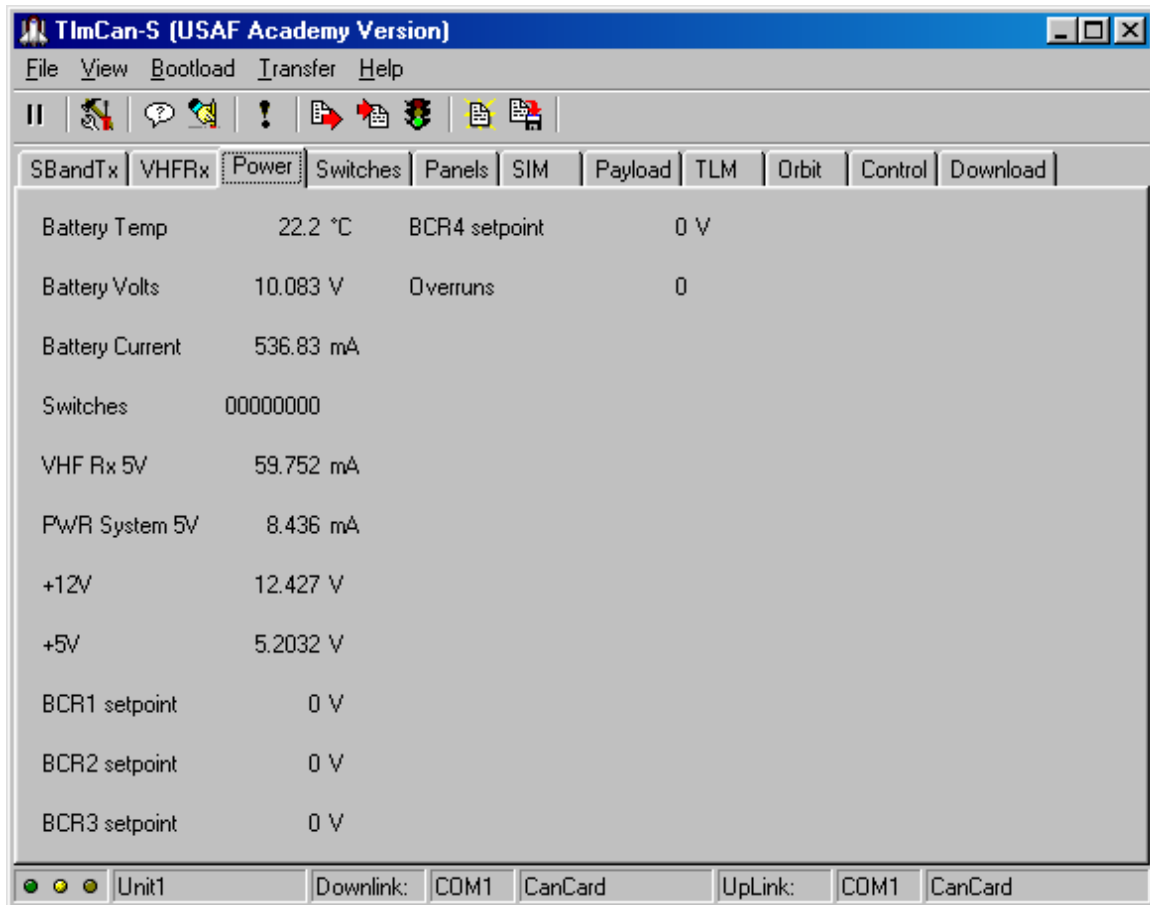 TlmCan-S (USAF Academy Version)
File View Bootload Transfer Help
SBandTx VHFRx Power Switches Panels SIM Payload TLM Orbit Control Download
Battery Temp 22.2 °C BCR4 setpoint 0 V
Battery Volts 10.083 V Overruns 0
Battery Current 536.83 mA
Switches 00000000
VHF Rx 5V 59.752 mA
PWR System 5V 8.436 mA
+12V 12.427 V
+5V 5.2032 V
BCR1 setpoint 0 V
BCR2 setpoint 0 V
BCR3 setpoint 0 V
Unit1 Downlink: COM1 CanCard UpLink: COM1 CanCard